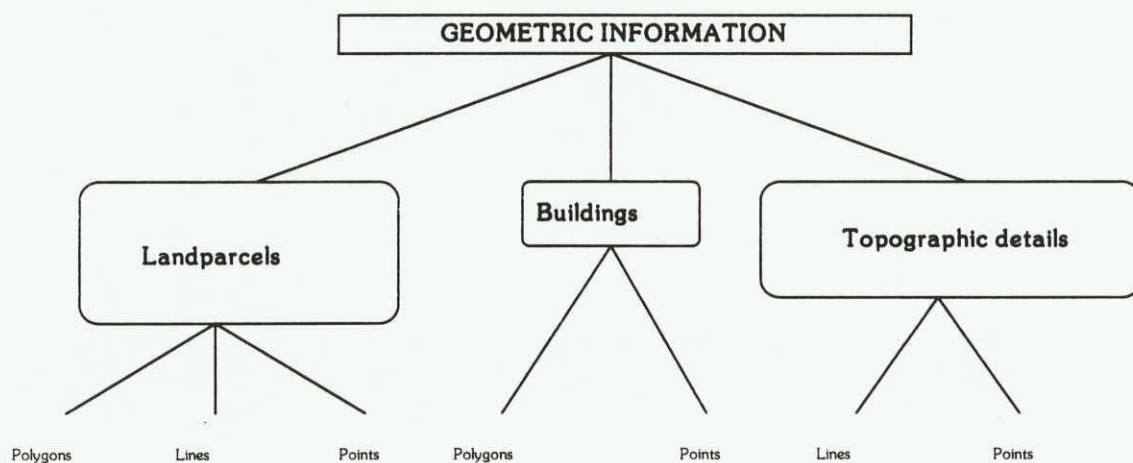 GEOMETRIC INFORMATION
Landparcels
Buildings
Topographic details
Polygons Lines Points Polygons Points Lines Points